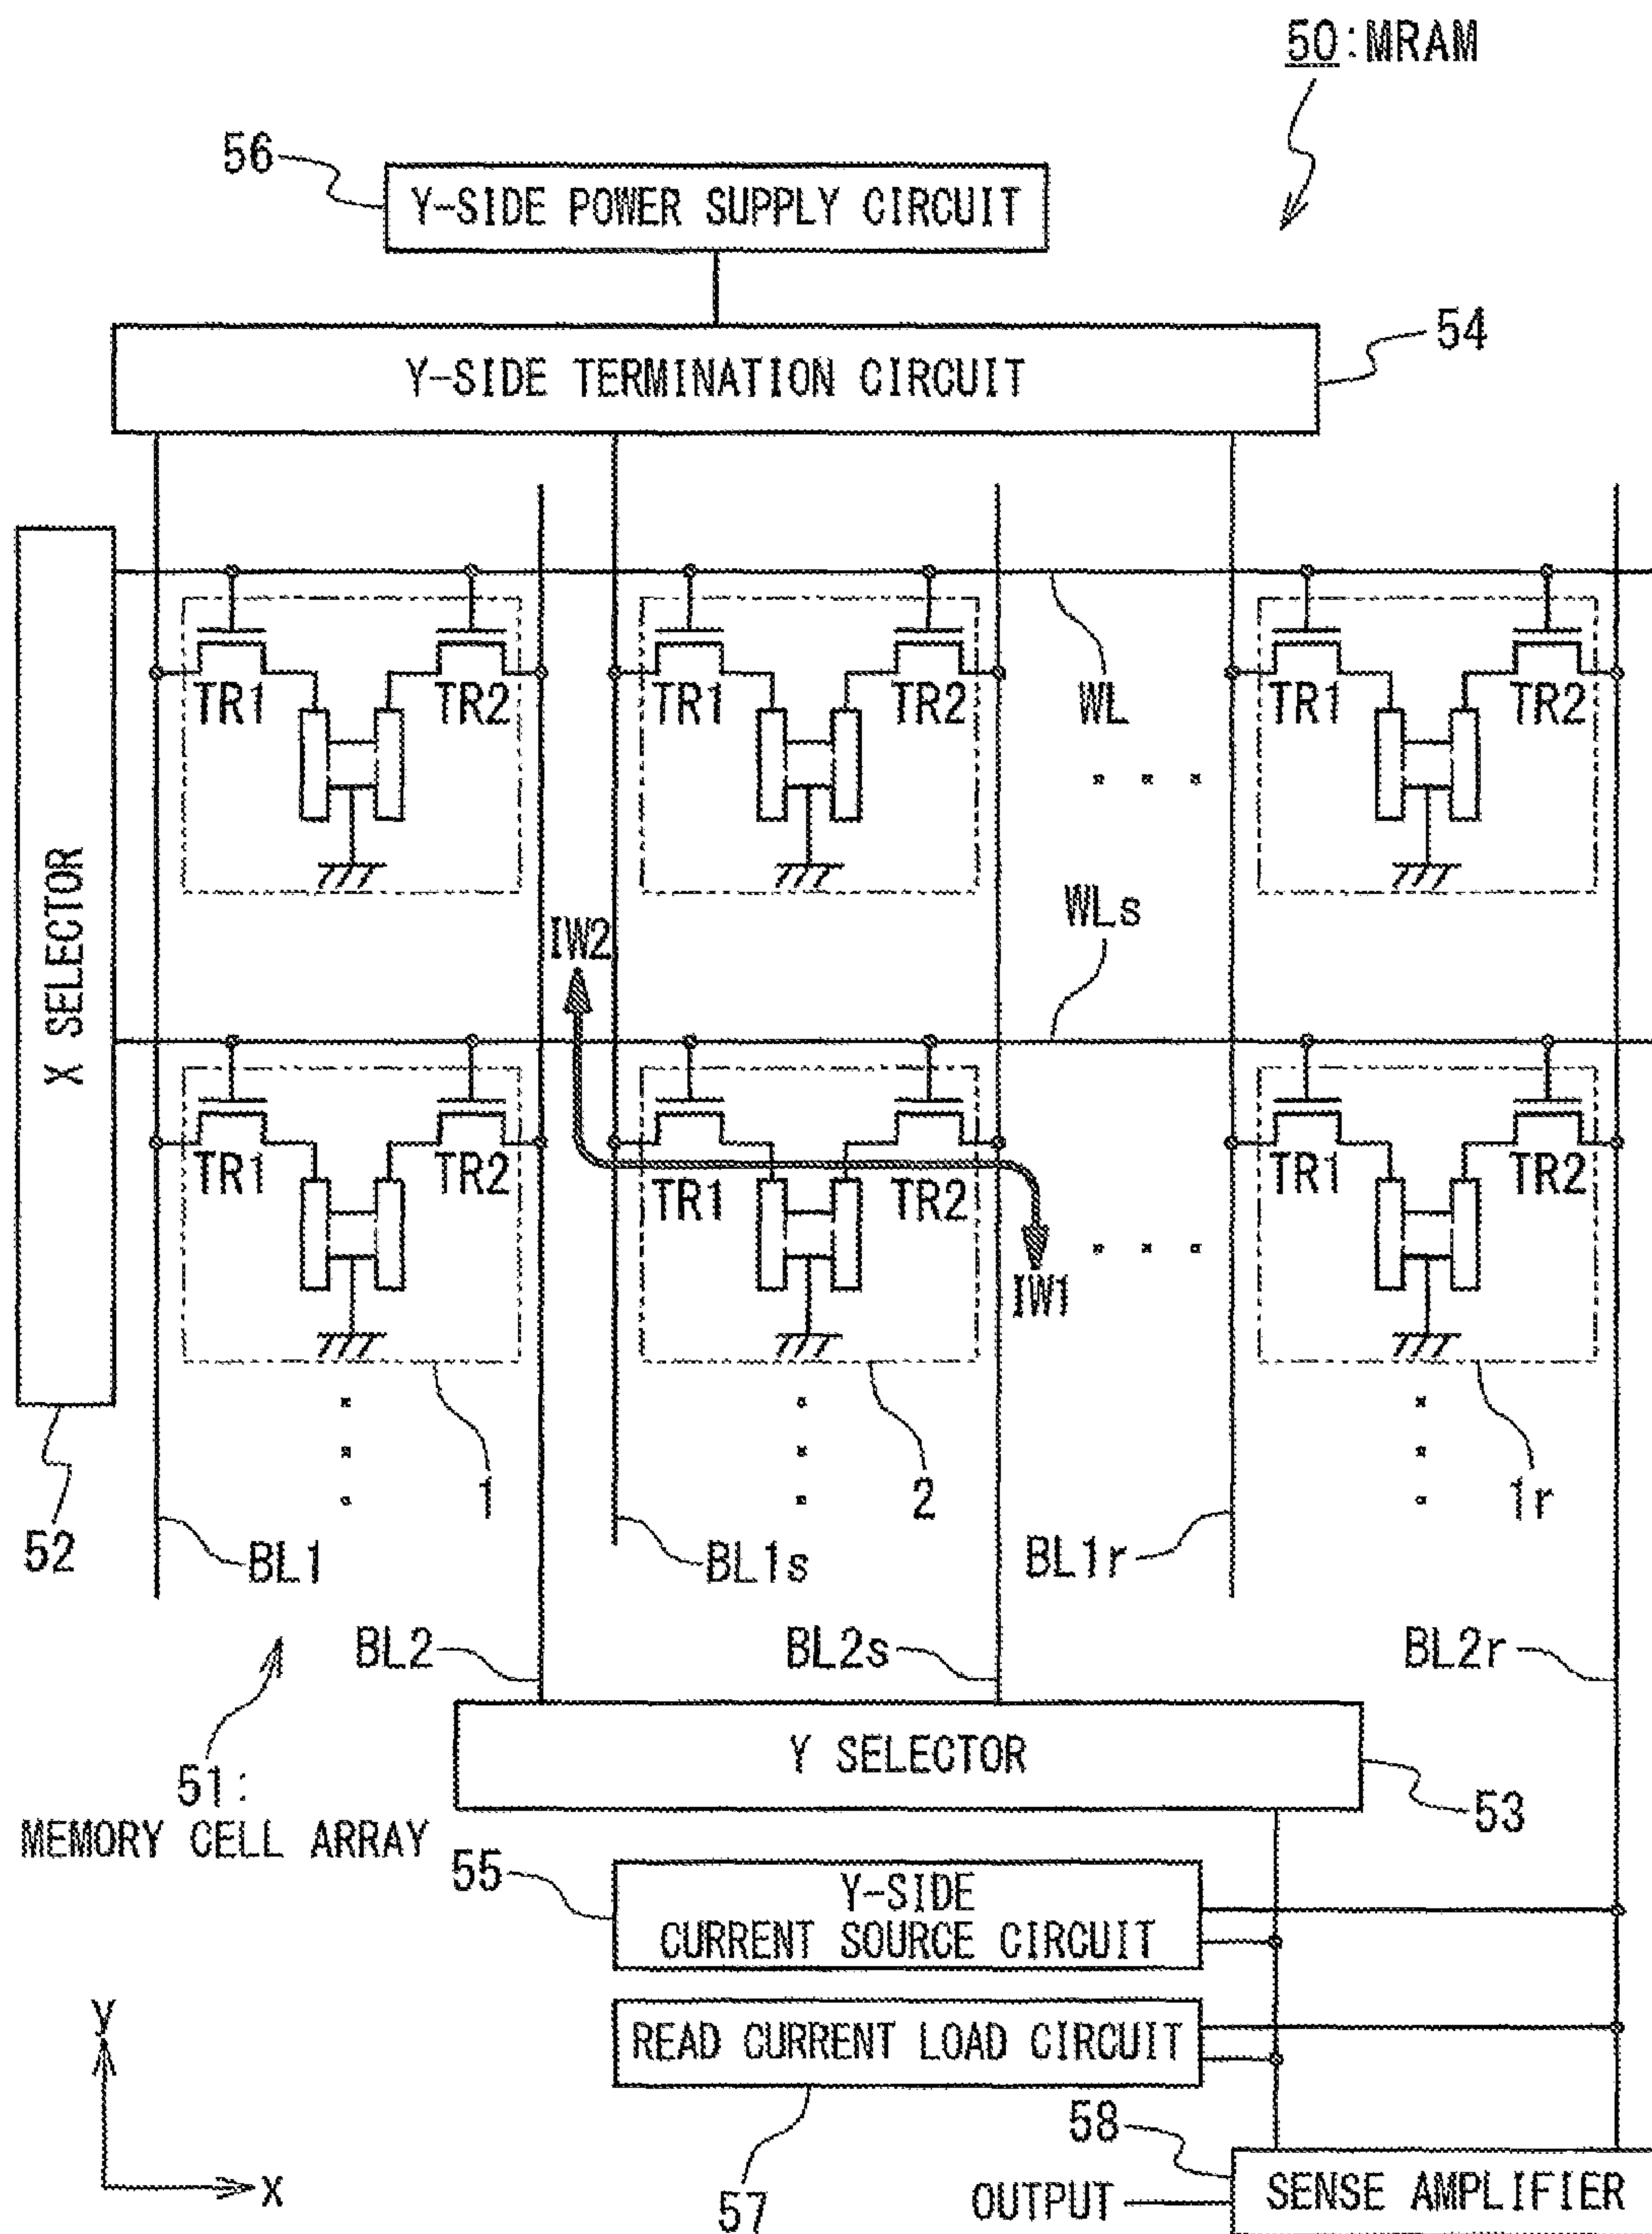 50:MRAM
56
Y-SIDE POWER SUPPLY CIRCUIT
54
Y-SIDE TERMINATION CIRCUIT
X SELECTOR
TR1
TR2
TR1
TR2
WL
TR1
TR2
WLs
IW2
TR1
TR2
TR1
TR2
TR1
TR2
IW1
52
1
2
1r
BL1
BL1s
BL1r
BL2
BL2s
BL2r
Y SELECTOR
51:
MEMORY CELL ARRAY
53
55
Y-SIDE
CURRENT SOURCE CIRCUIT
READ CURRENT LOAD CIRCUIT
y
x
57
58
OUTPUT
SENSE AMPLIFIER